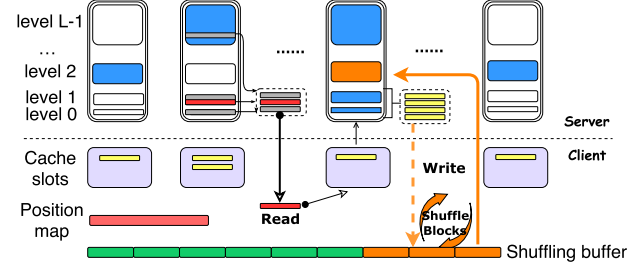 level L-1
...
level 2
level 1
level 0
......
......
Server
Client
Cache
slots
Position
map
Read
Write
Shuffle
Blocks
Shuffling buffer